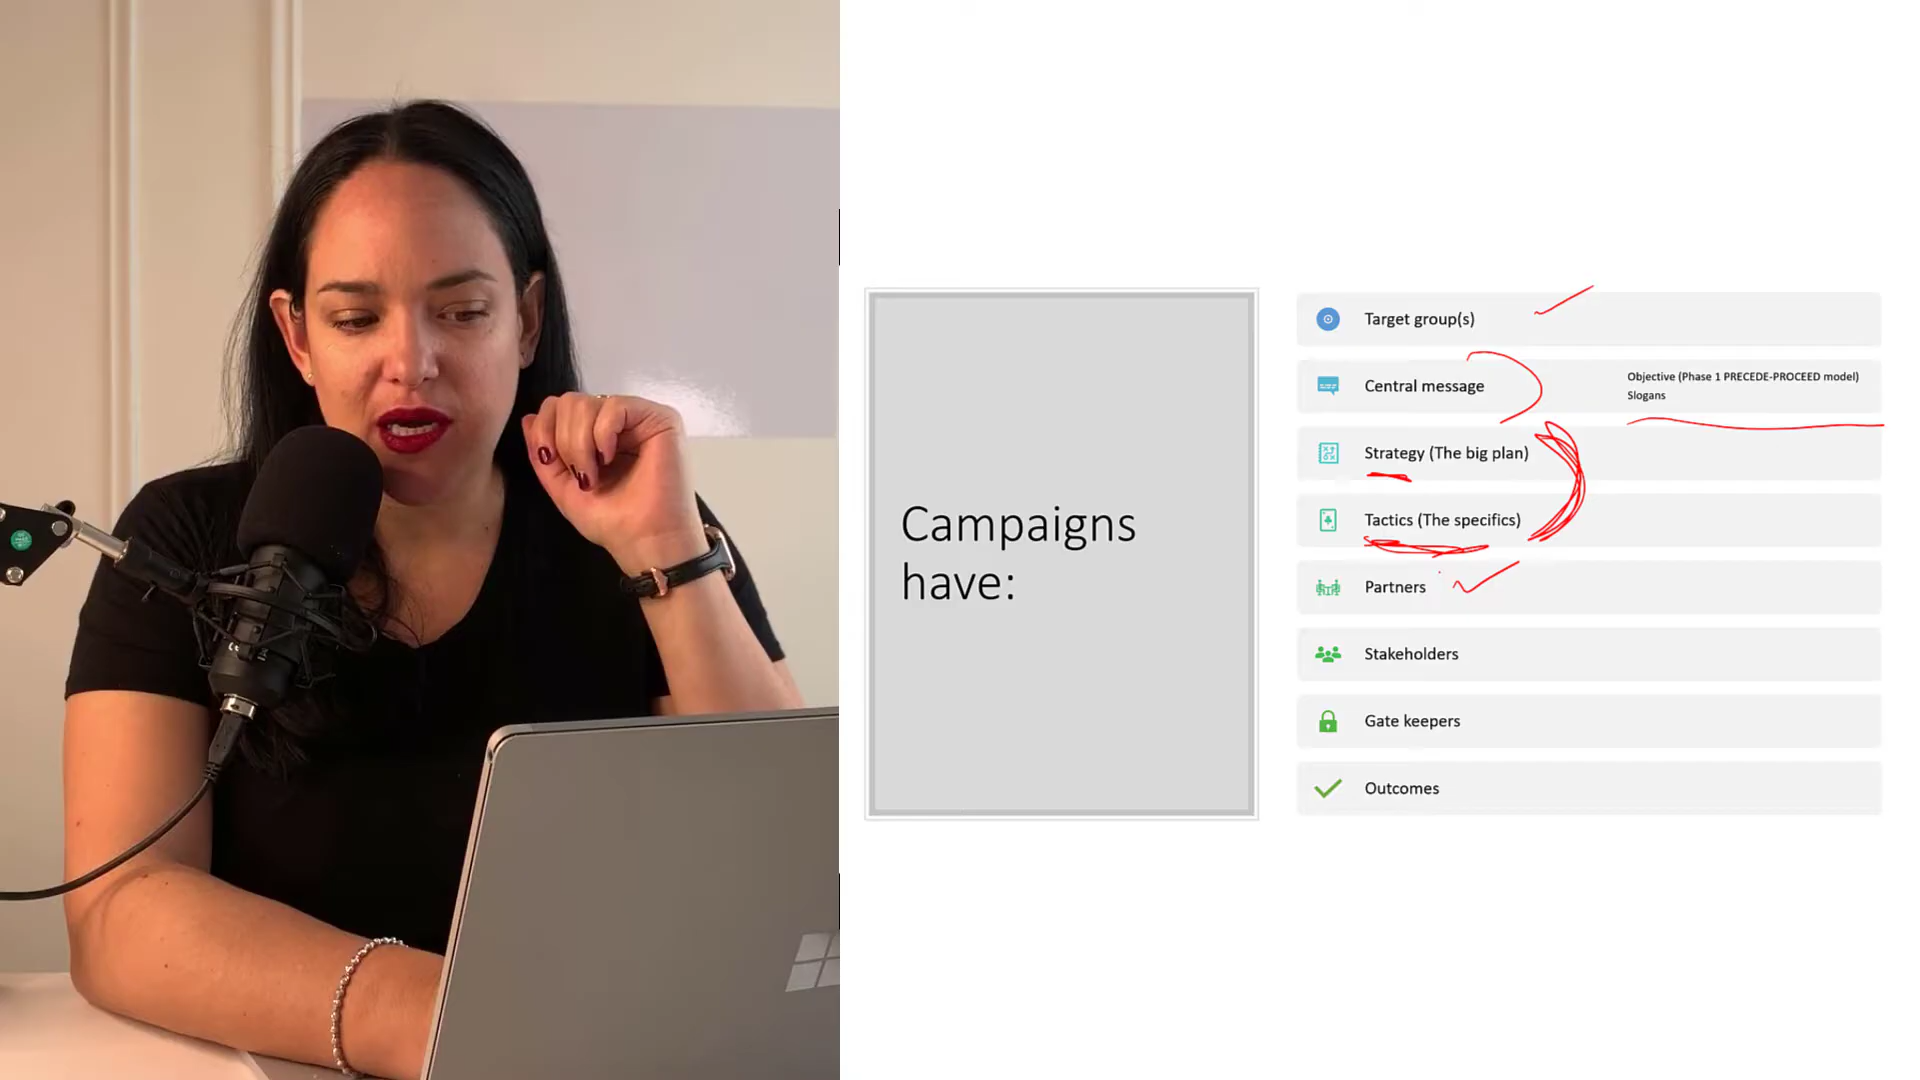 Campaigns
have:
Target group(s)
Central message
Objective (Phase 1 PRECEDE-PROCEED model)
Slogans
Strategy (The big plan)
Tactics (The specifics)
Partners
Stakeholders
Gate keepers
Outcomes